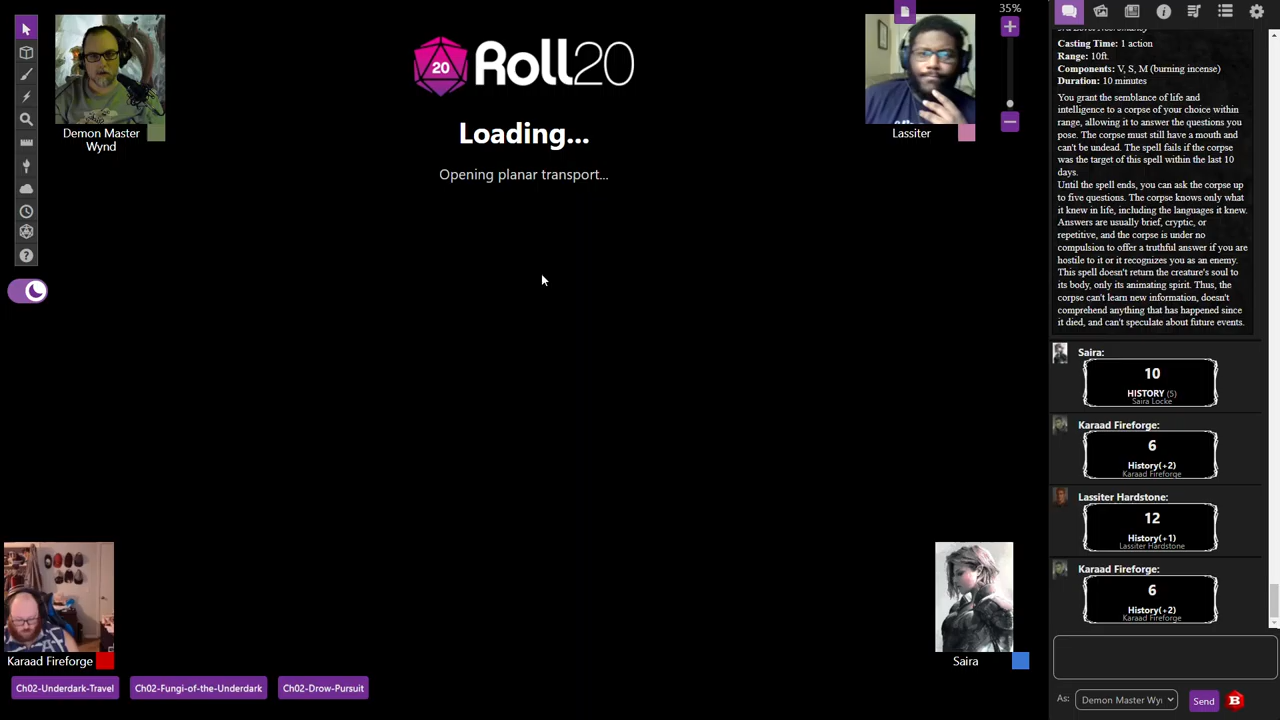 35%
20
Roll20
Demon Master
Wynd
Lassiter
Loading...
Opening planar transport...
Karaad Fireforge
Saira
Ch02-Underdark-Travel
Ch02-Fungi-of-the-Underdark
Ch02-Drow-Pursuit
Casting Time: 1 action
Range: 10ft.
Components: V, S, M (burning incense)
Duration: 10 minutes
You grant the semblance of life and
intelligence to a corpse of your choice within
range, allowing it to answer the questions you
pose. The corpse must still have a mouth and
can't be undead. The spell fails if the corpse
was the target of this spell within the last 10
days.
Until the spell ends, you can ask the corpse up
to five questions. The corpse knows only what
it knew in life, including the languages it knew.
Answers are usually brief, cryptic, or
repetitive, and the corpse is under no
compulsion to offer a truthful answer if you are
hostile to it or it recognizes you as an enemy.
This spell doesn't return the creature's soul to
its body, only its animating spirit. Thus, the
corpse can't learn new information, doesn't
comprehend anything that has happened since
it died, and can't speculate about future events.
Saira:
10
HISTORY (5)
Saira Locke
Karaad Fireforge:
6
History(+2)
Karaad Fireforge
Lassiter Hardstone:
12
History(+1)
Lassiter Hardstone
Karaad Fireforge:
6
History(+2)
Karaad Fireforge
As:
Demon Master Wyn
Send
B